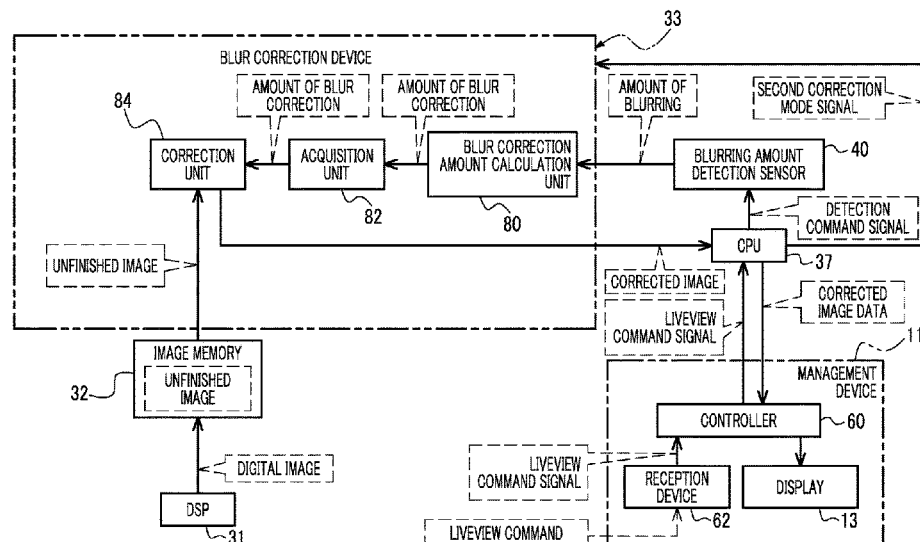 33
BLUR CORRECTION DEVICE
AMOUNT OF BLUR
CORRECTION
AMOUNT OF BLUR
CORRECTION
AMOUNT OF
BLURRING
SECOND CORRECTION
MODE SIGNAL
84
CORRECTION
UNIT
ACQUISITION
UNIT
82
BLUR CORRECTION
AMOUNT CALCULATION
UNIT
80
BLURRING AMOUNT
DETECTION SENSOR
40
DETECTION
COMMAND SIGNAL
CPU
37
UNFINISHED IMAGE
CORRECTED IMAGE
LIVEVIEW
COMMAND SIGNAL
CORRECTED
IMAGE DATA
11
IMAGE MEMORY
UNFINISHED
IMAGE
32
MANAGEMENT
DEVICE
CONTROLLER
60
DIGITAL IMAGE
LIVEVIEW
COMMAND SIGNAL
RECEPTION
DEVICE
62
DISPLAY
13
DSP
31
LIVEVIEW COMMAND